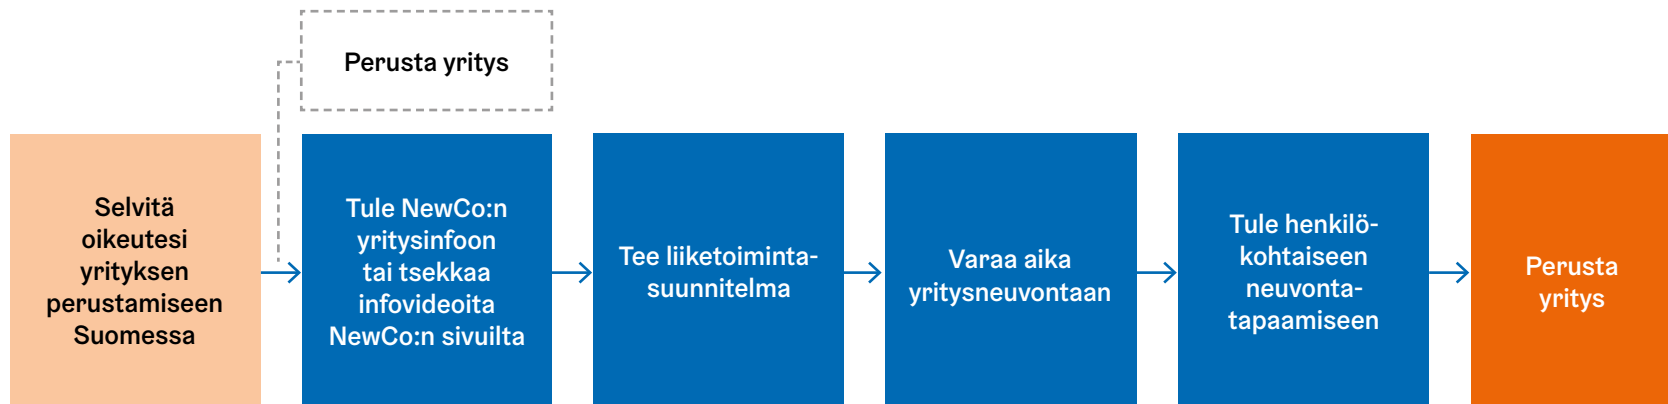 Perusta yritys
Selvitä
oikeutesi
yrityksen
perustamiseen
Suomessa
Tule NewCo:n
yritysinfoon
tai tsekkaa
infovideoita
NewCo:n sivuilta
Tee liiketoiminta-
suunnitelma
Varaa aika
yritysneuvontaan
Tule henkilö-
kohtaiseen
neuvonta-
tapaamiseen
Perusta
yritys